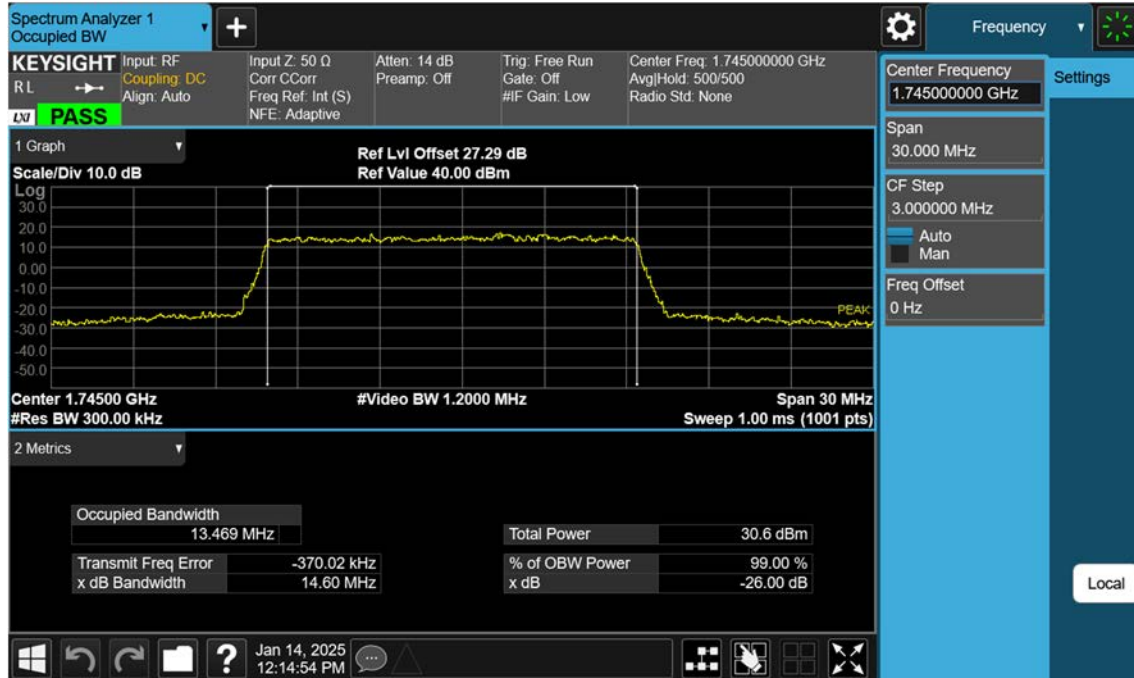 Spectrum Analyzer 1
Occupied BW
+
Frequency
KEYSIGHT
R L
LXI
PASS
Input: RF
Coupling: DC
Align: Auto
Input Z: 50 Ω
Corr CCorr
Freq Ref: Int (S)
NFE: Adaptive
Atten: 14 dB
Preamp: Off
Trig: Free Run
Gate: Off
#IF Gain: Low
Center Freq: 1.745000000 GHz
Avg|Hold: 500/500
Radio Std: None
Center Frequency
1.745000000 GHz
Settings
Span
30.000 MHz
CF Step
3.000000 MHz
Auto
Man
Freq Offset
0 Hz
Local
1 Graph
Scale/Div 10.0 dB
Ref Lvl Offset 27.29 dB
Ref Value 40.00 dBm
Log
30.0
20.0
10.0
0.00
-10.0
-20.0
-30.0
-40.0
-50.0
PEAK
Center 1.74500 GHz
#Video BW 1.2000 MHz
Span 30 MHz
#Res BW 300.00 kHz
Sweep 1.00 ms (1001 pts)
2 Metrics
Occupied Bandwidth
13.469 MHz
Total Power 30.6 dBm
Transmit Freq Error -370.02 kHz
% of OBW Power 99.00 %
x dB Bandwidth 14.60 MHz
x dB -26.00 dB
?
Jan 14, 2025
12:14:54 PM